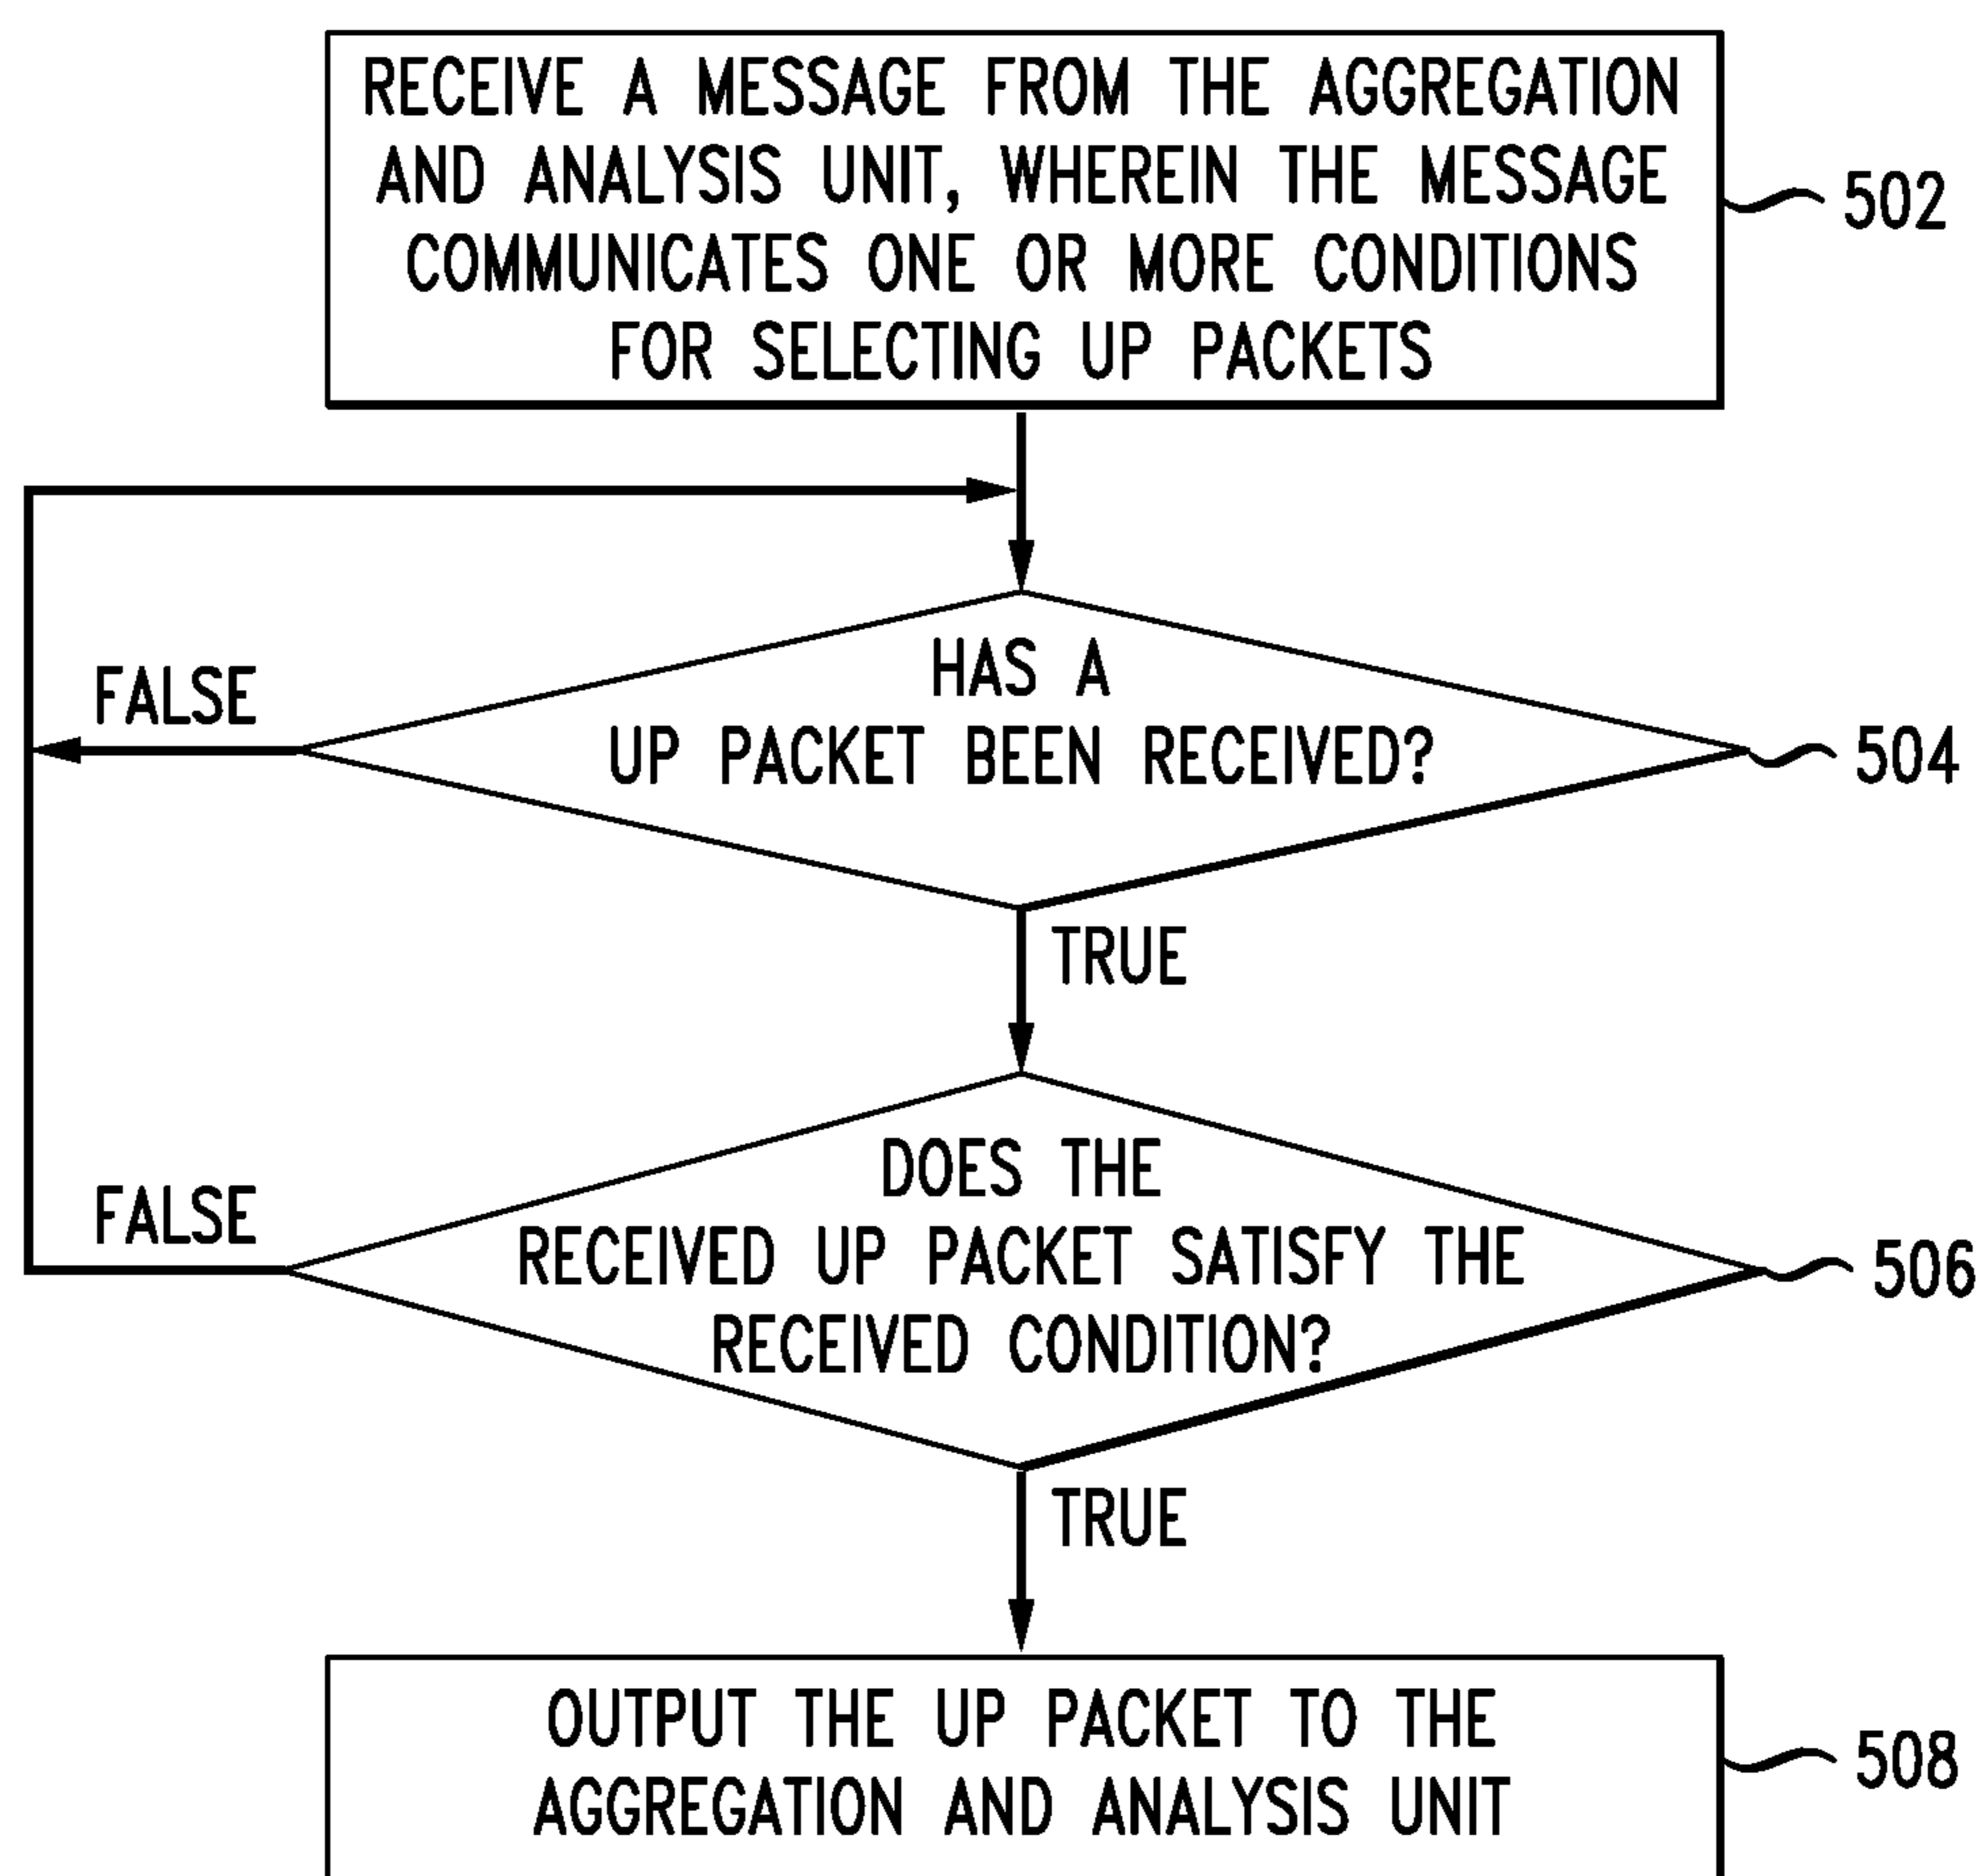 RECEIVE A MESSAGE FROM THE AGGREGATION
AND ANALYSIS UNIT, WHEREIN THE MESSAGE
COMMUNICATES ONE OR MORE CONDITIONS
FOR SELECTING UP PACKETS
502
HAS A
UP PACKET BEEN RECEIVED?
504
FALSE
TRUE
DOES THE
RECEIVED UP PACKET SATISFY THE
RECEIVED CONDITION?
506
FALSE
TRUE
OUTPUT THE UP PACKET TO THE
AGGREGATION AND ANALYSIS UNIT
508